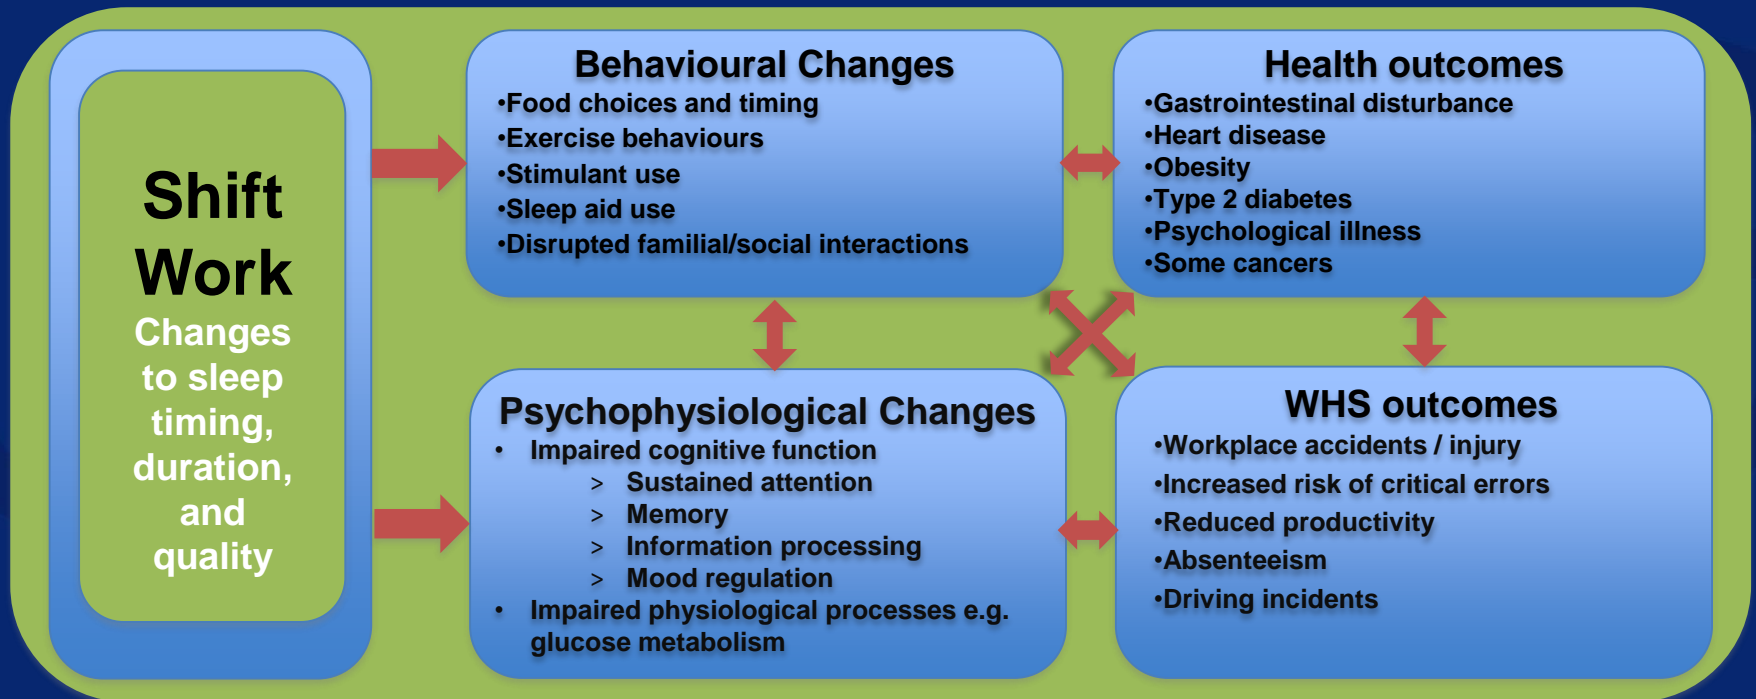 Shift
Work
Changes
to sleep
timing,
duration,
and
quality
Behavioural Changes
•Food choices and timing
•Exercise behaviours
•Stimulant use
•Sleep aid use
•Disrupted familial/social interactions
Health outcomes
•Gastrointestinal disturbance
•Heart disease
•Obesity
•Type 2 diabetes
•Psychological illness
•Some cancers
Psychophysiological Changes
• Impaired cognitive function
> Sustained attention
> Memory
> Information processing
> Mood regulation
• Impaired physiological processes e.g.
glucose metabolism
WHS outcomes
•Workplace accidents / injury
•Increased risk of critical errors
•Reduced productivity
•Absenteeism
•Driving incidents